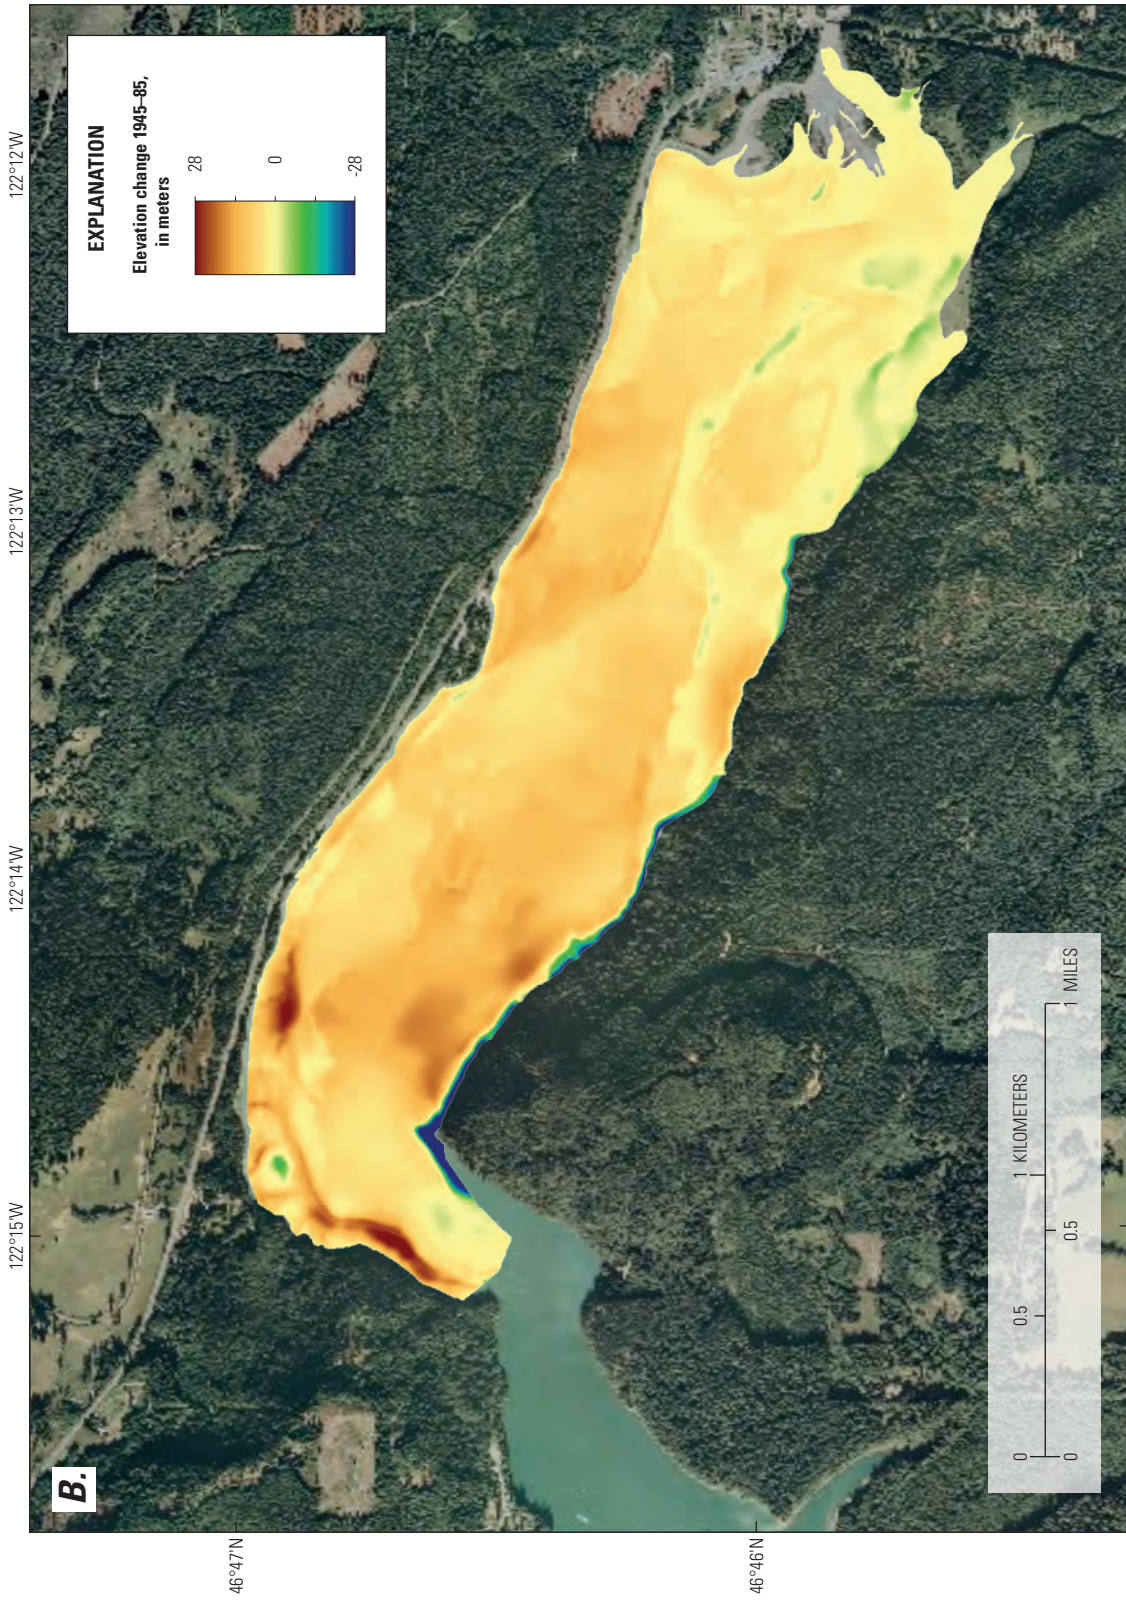 B.
EXPLANATION
Elevation change 1945–85,
in meters
28
0
-28
122°15'W
122°14'W
122°13'W
122°12'W
46°47'N
46°46'N
0
0.5
1 KILOMETERS
0
0.5
1 MILES